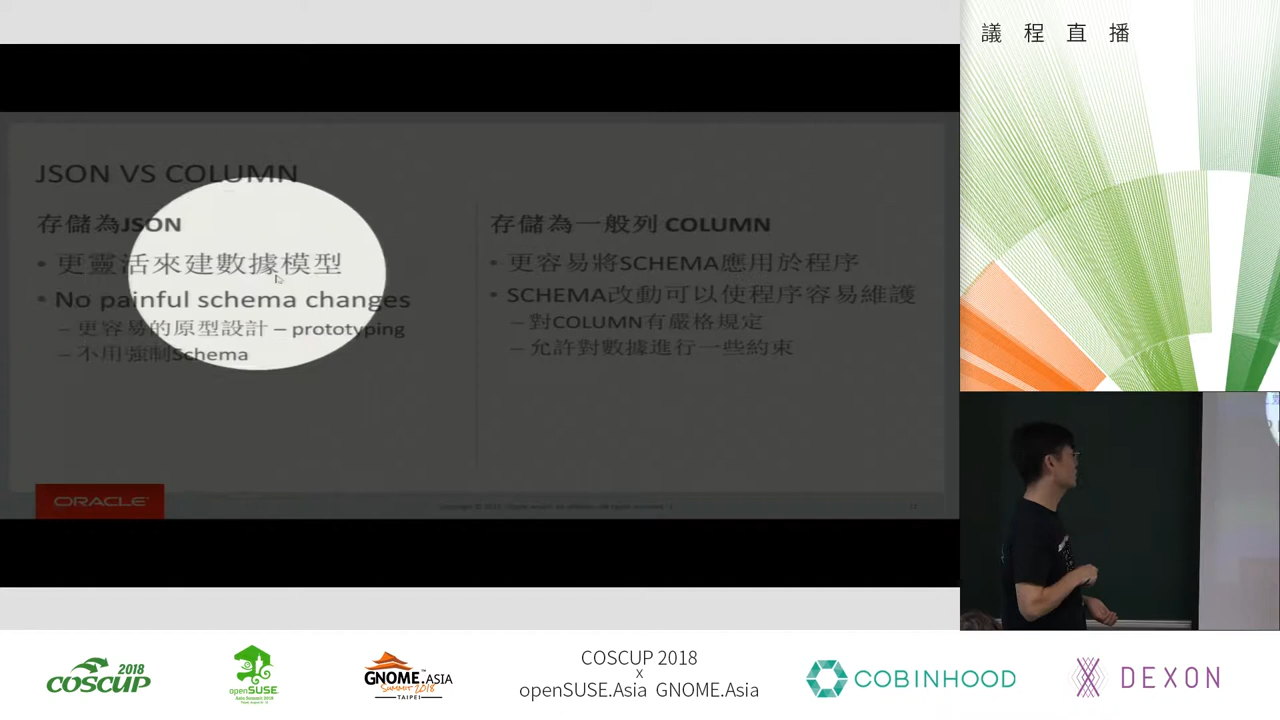 議程直播
JSON VS COLUMN
存儲為JSON
• 更靈活來建數據模型
• No painful schema changes
– 更容易的原型設計 – prototyping
– 不用強制Schema
存儲為一般列 COLUMN
• 更容易將SCHEMA應用於程序
• SCHEMA改動可以使程序容易維護
– 對COLUMN有嚴格規定
– 允許對數據進行一些約束
ORACLE
2018
COSCUP
openSUSE
GNOME.ASIA
SUMMIT 2018
TAIPEI
COSCUP 2018
x
openSUSE.Asia GNOME.Asia
COBINHOOD
DEXON